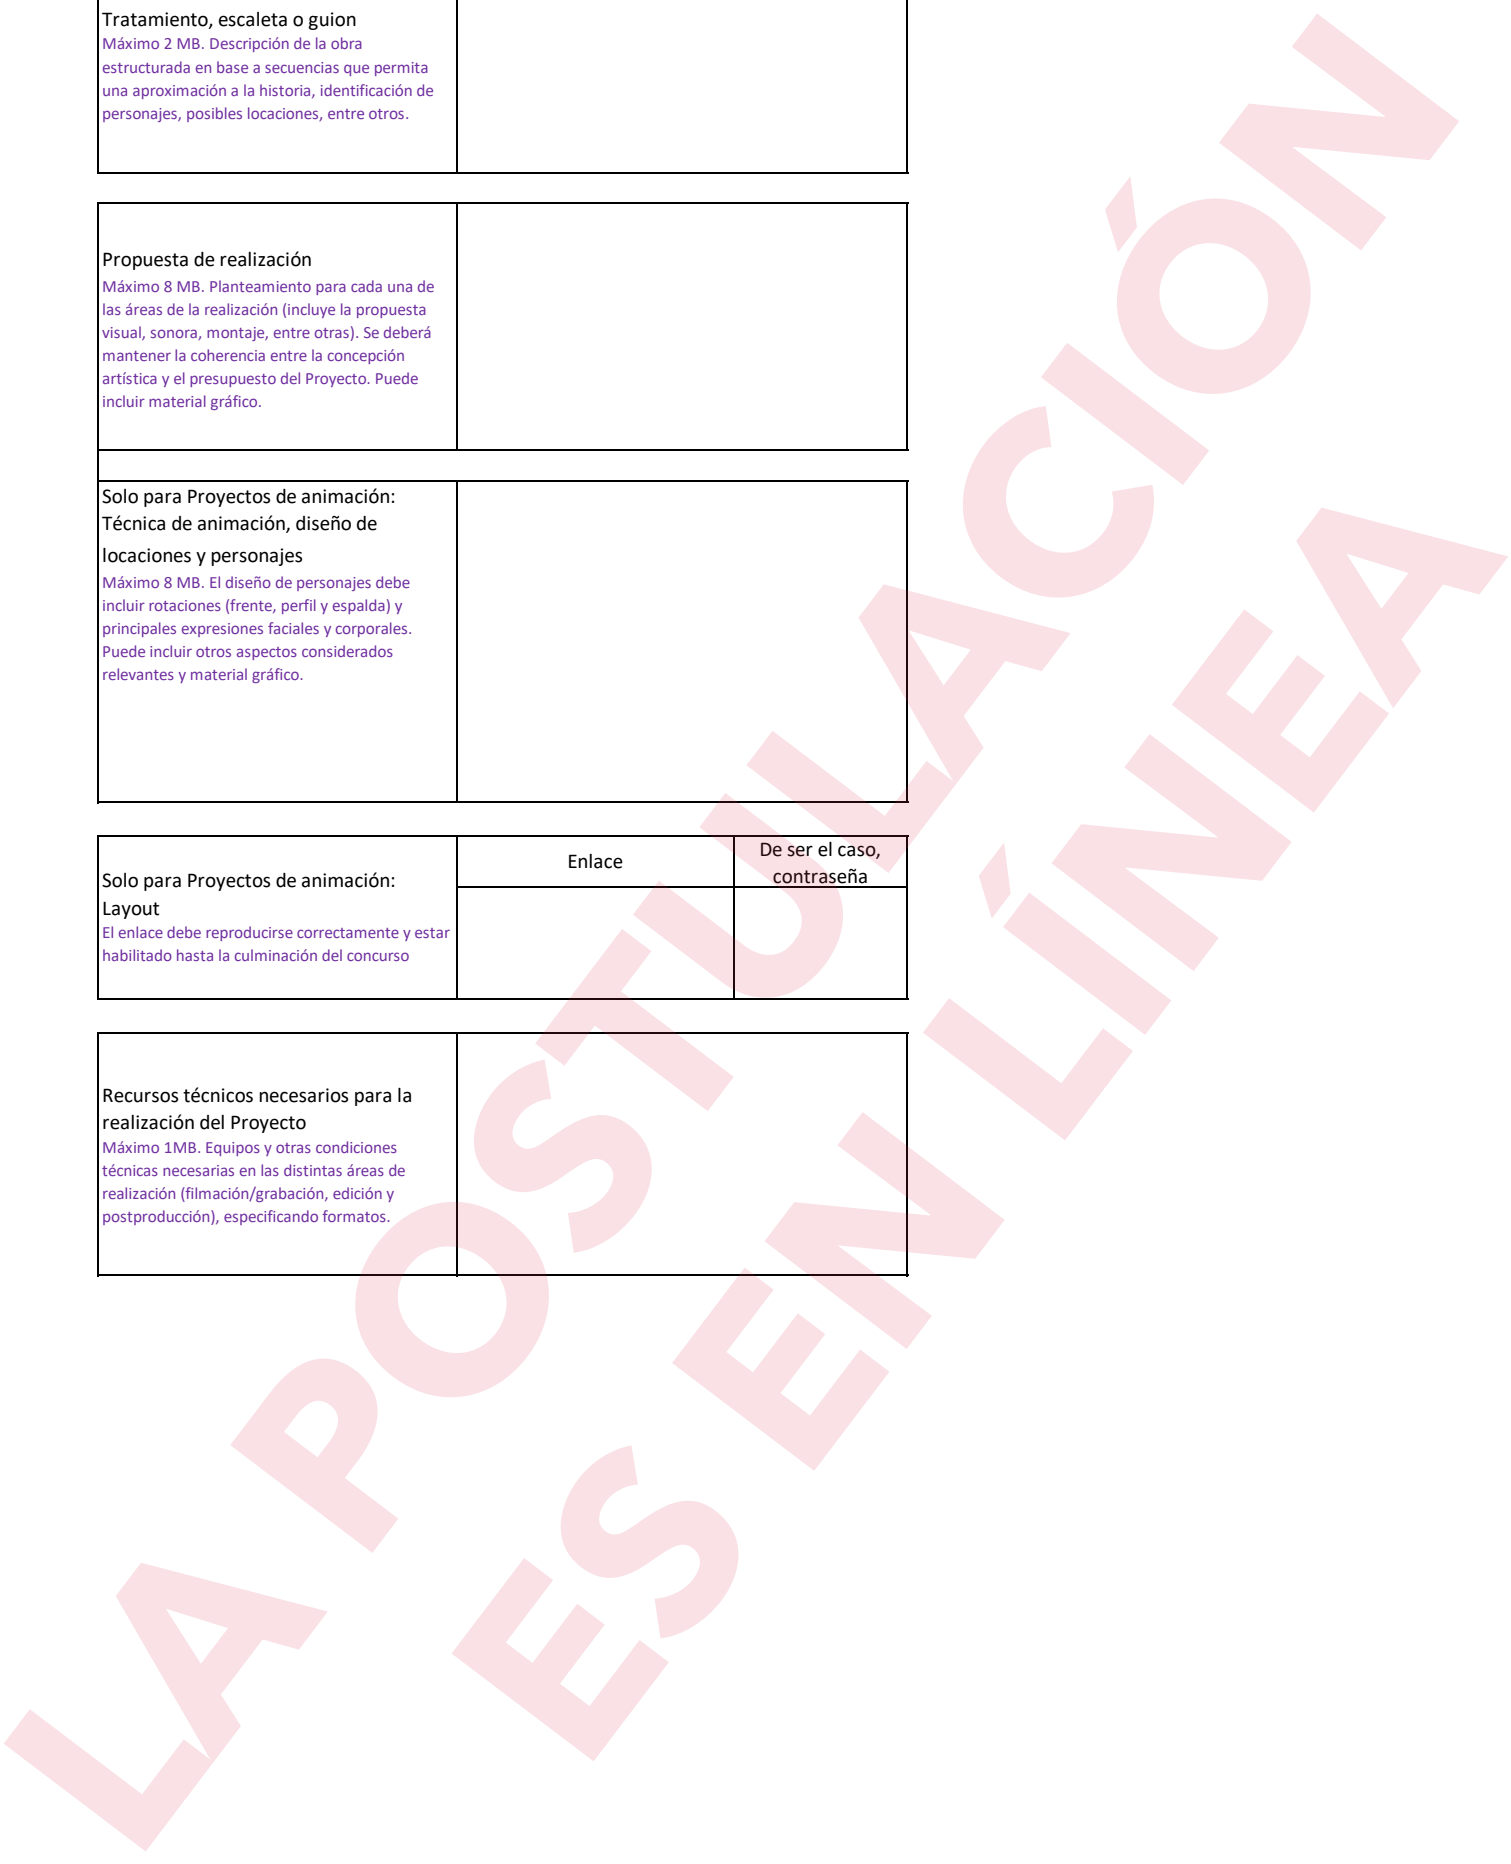 Tratamiento, escaleta o guion
Máximo 2 MB. Descripción de la obra
estructurada en base a secuencias que permita
una aproximación a la historia, identificación de
personajes, posibles locaciones, entre otros.
Propuesta de realización
Máximo 8 MB. Planteamiento para cada una de
las áreas de la realización (incluye la propuesta
visual, sonora, montaje, entre otras). Se deberá
mantener la coherencia entre la concepción
artística y el presupuesto del Proyecto. Puede
incluir material gráfico.
Solo para Proyectos de animación:
Técnica de animación, diseño de
locaciones y personajes
Máximo 8 MB. El diseño de personajes debe
incluir rotaciones (frente, perfil y espalda) y
principales expresiones faciales y corporales.
Puede incluir otros aspectos considerados
relevantes y material gráfico.
Solo para Proyectos de animación:
Layout
El enlace debe reproducirse correctamente y estar
habilitado hasta la culminación del concurso
Enlace
De ser el caso,
contraseña
Recursos técnicos necesarios para la
realización del Proyecto
Máximo 1MB. Equipos y otras condiciones
técnicas necesarias en las distintas áreas de
realización (filmación/grabación, edición y
postproducción), especificando formatos.
LA POSTULACIÓN
ES EN LÍNEA